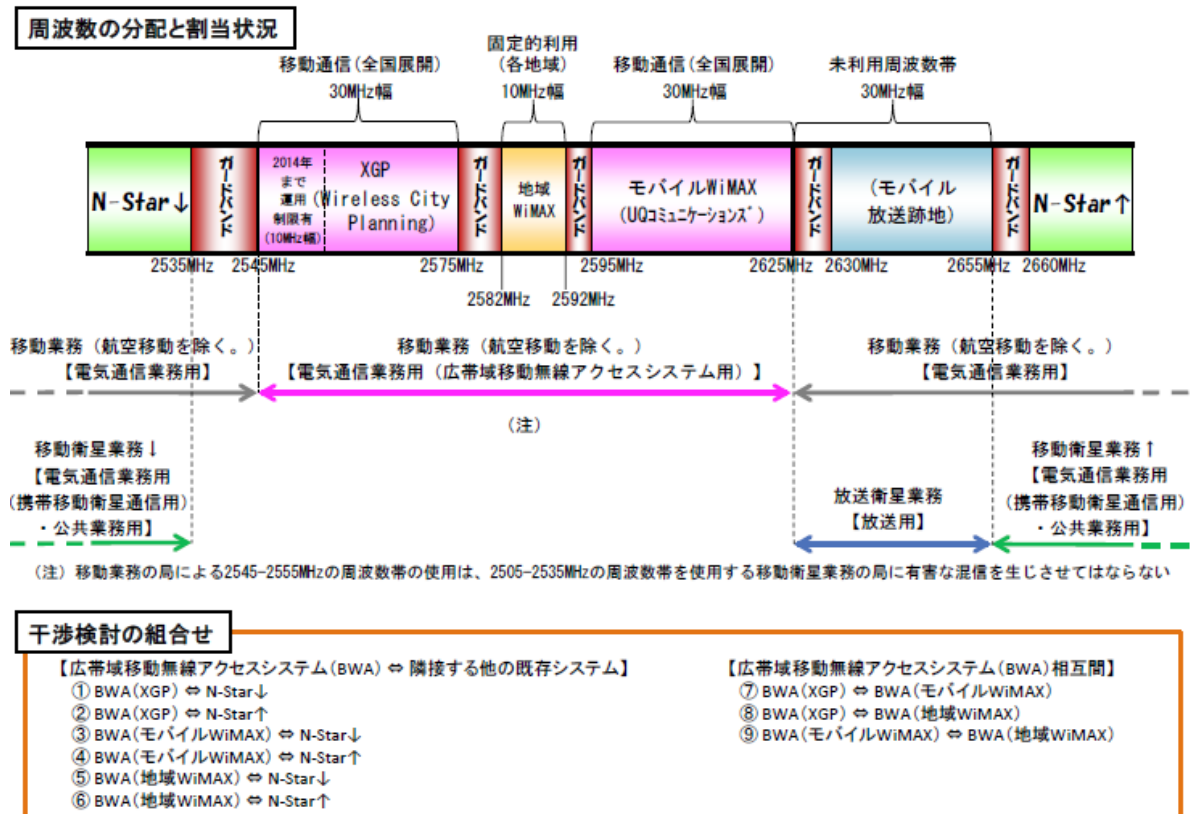 周波数の分配と割当状況
移動通信(全国展開)
30MHz幅
固定的利用
(各地域)
10MHz幅
移動通信(全国展開)
30MHz幅
未利用周波数帯
30MHz幅
N-Star↓
ガードバンド
2014年
まで
運用
制限有
(10MHz幅)
XGP
(Wireless City
Planning)
ガードバンド
地域
WiMAX
ガードバンド
モバイルWiMAX
(UQコミュニケーションズ)
ガードバンド
(モバイル
放送跡地)
ガードバンド
N-Star↑
2535MHz 2545MHz 2575MHz 2595MHz 2625MHz 2630MHz 2655MHz 2660MHz
2582MHz 2592MHz
移動業務(航空移動を除く。)
【電気通信業務用】
移動業務(航空移動を除く。)
【電気通信業務用(広帯域移動無線アクセスシステム用)】
移動業務(航空移動を除く。)
【電気通信業務用】
(注)
移動衛星業務↓
【電気通信業務用
(携帯移動衛星通信用)
・公共業務用】
放送衛星業務
【放送用】
移動衛星業務↑
【電気通信業務用
(携帯移動衛星通信用)
・公共業務用】
(注)移動業務の局による2545-2555MHzの周波数帯の使用は、2505-2535MHzの周波数帯を使用する移動衛星業務の局に有害な混信を生じさせてはならない
干渉検討の組合せ
【広帯域移動無線アクセスシステム(BWA)⇔ 隣接する他の既存システム】
①BWA(XGP)⇔ N-Star↓
②BWA(XGP)⇔ N-Star↑
③BWA(モバイルWiMAX)⇔ N-Star↓
④BWA(モバイルWiMAX)⇔ N-Star↑
⑤BWA(地域WiMAX)⇔ N-Star↓
⑥BWA(地域WiMAX)⇔ N-Star↑
【広帯域移動無線アクセスシステム(BWA)相互間】
⑦BWA(XGP)⇔ BWA(モバイルWiMAX)
⑧BWA(XGP)⇔ BWA(地域WiMAX)
⑨BWA(モバイルWiMAX)⇔ BWA(地域WiMAX)